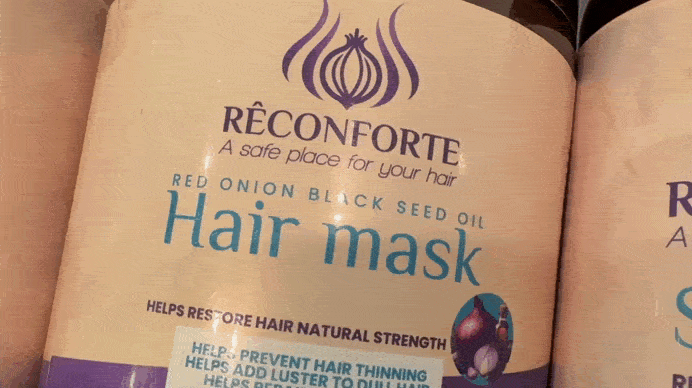 RÊCONFORTE
A safe place for your hair
RED ONION BLACK SEED OIL
Hair mask
HELPS RESTORE HAIR NATURAL STRENGTH
HELPS PREVENT HAIR THINNING
HELPS ADD LUSTER TO DULL HAIR
HELPS
R
A
S